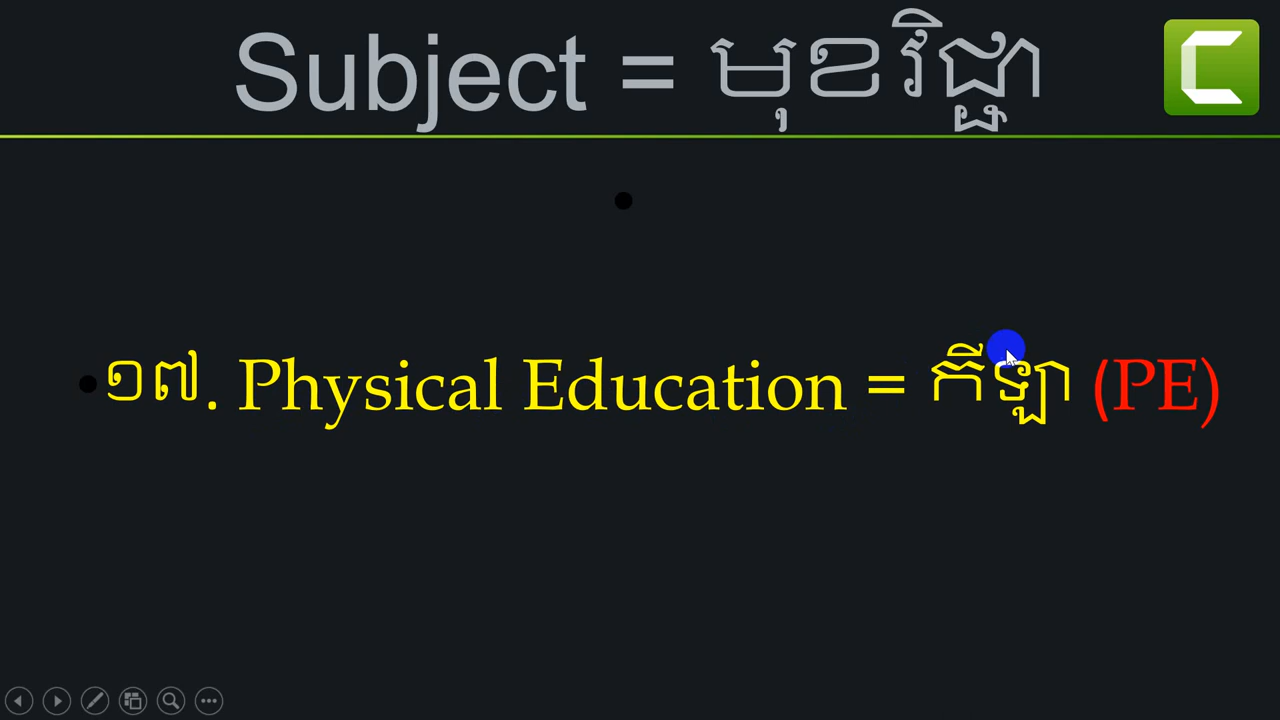 Subject = មុខវិជ្ជា
១៧. Physical Education = កីឡា (PE)